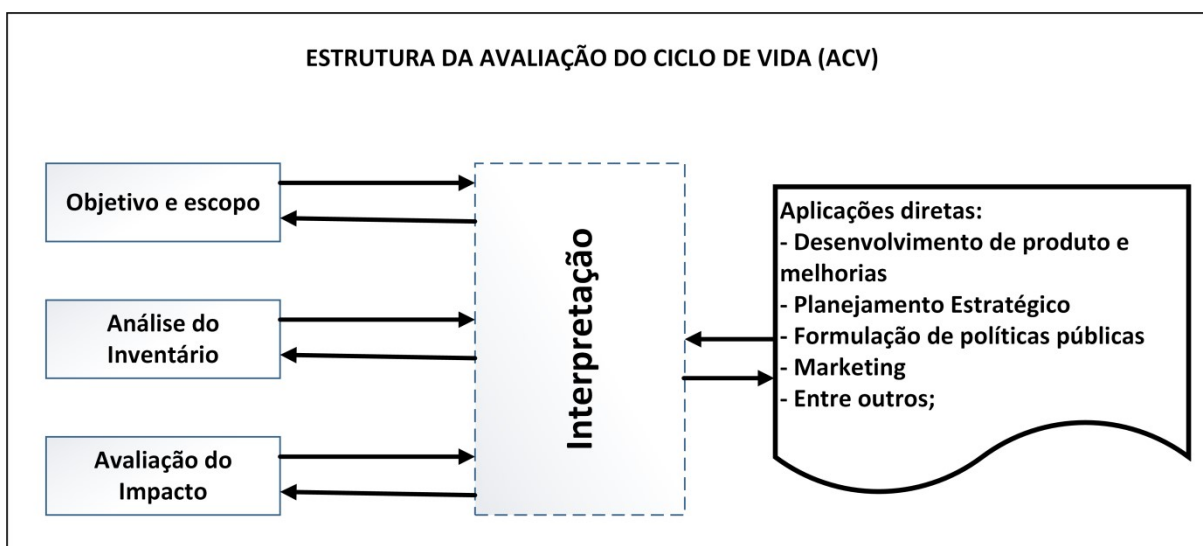 ESTRUTURA DA AVALIAÇÃO DO CICLO DE VIDA (ACV)
Objetivo e escopo
Análise do
Inventário
Avaliação do
Impacto
Interpretação
Aplicações diretas:
- Desenvolvimento de produto e
melhorias
- Planejamento Estratégico
- Formulação de políticas públicas
- Marketing
- Entre outros;